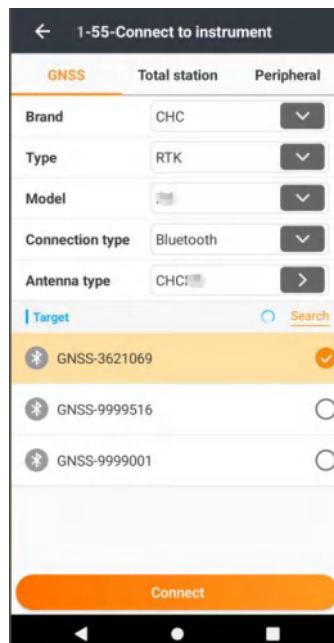 1-55-Connect to instrument
GNSS Total station Peripheral
Brand CHC
Type RTK
Model
Connection type Bluetooth
Antenna type CHC
Target Search
GNSS-3621069
GNSS-9999516
GNSS-9999001
Connect